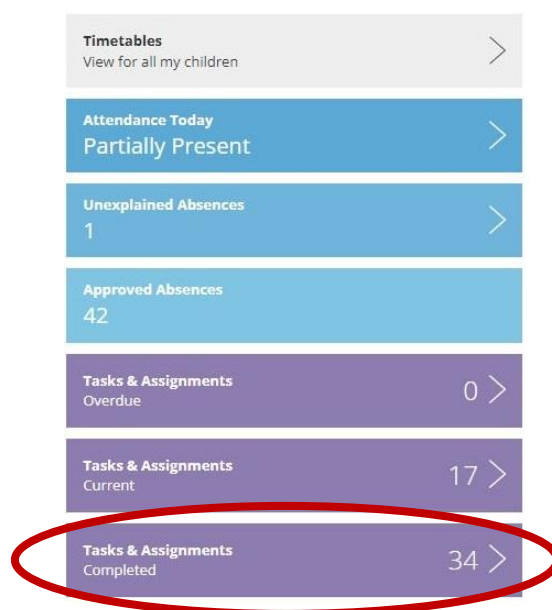 Timetables
View for all my children
Attendance Today
Partially Present
Unexplained Absences
1
Approved Absences
42
Tasks & Assignments
Overdue
0
Tasks & Assignments
Current
17
Tasks & Assignments
Completed
34